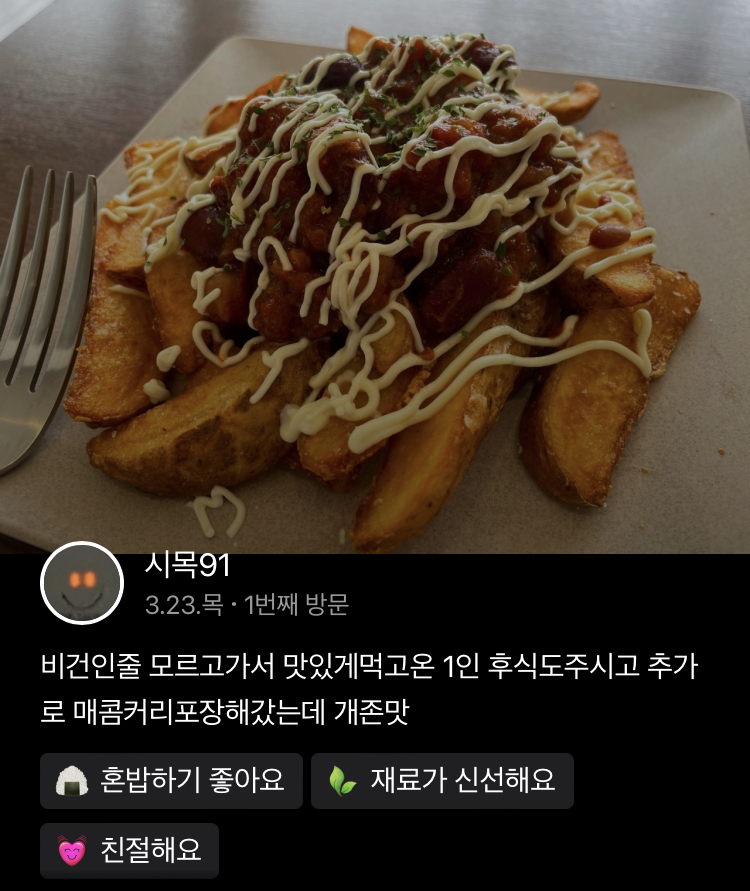 시목91
3.23.목 · 1번째 방문
비건인줄 모르고가서 맛있게먹고온 1인 후식도주시고 추가
로 매콤커리포장해갔는데 개존맛
혼밥하기 좋아요
재료가 신선해요
친절해요